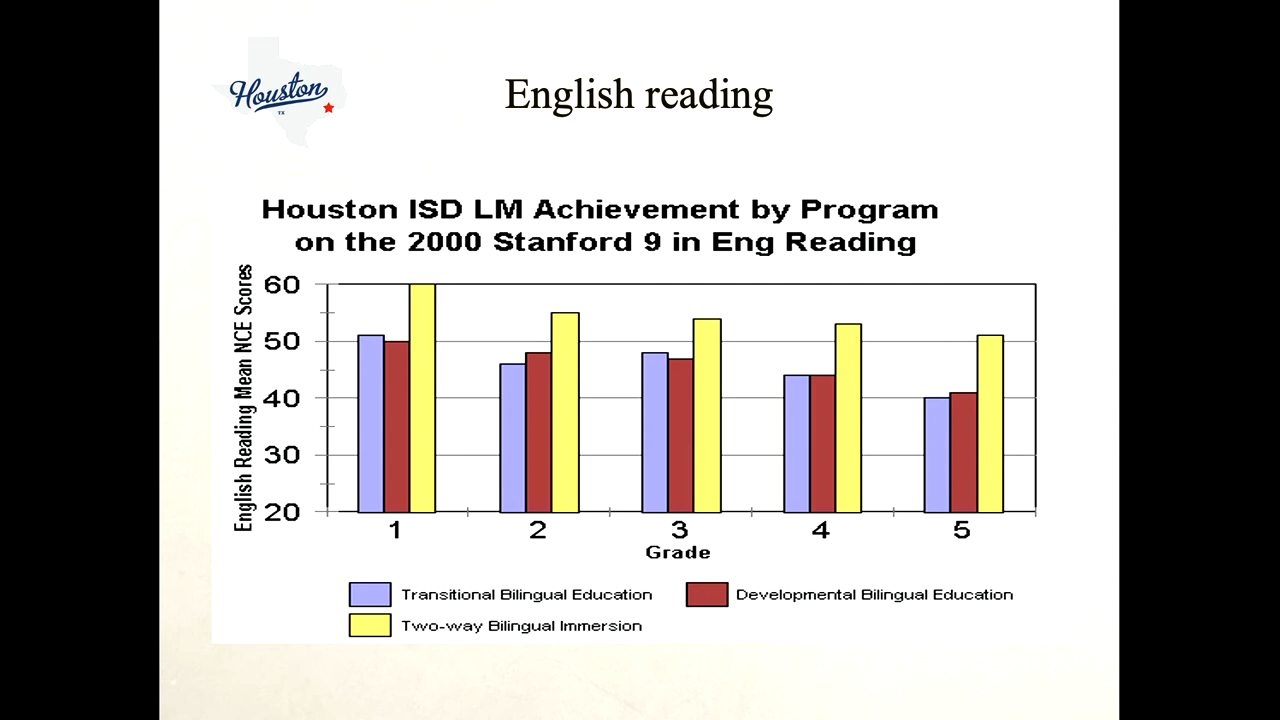 Houston
TX
English reading
Houston ISD LM Achievement by Program
on the 2000 Stanford 9 in Eng Reading
English Reading Mean NCE Scores
60
50
40
30
20
1 2 3 4 5
Grade
Transitional Bilingual Education Developmental Bilingual Education
Two-way Bilingual Immersion